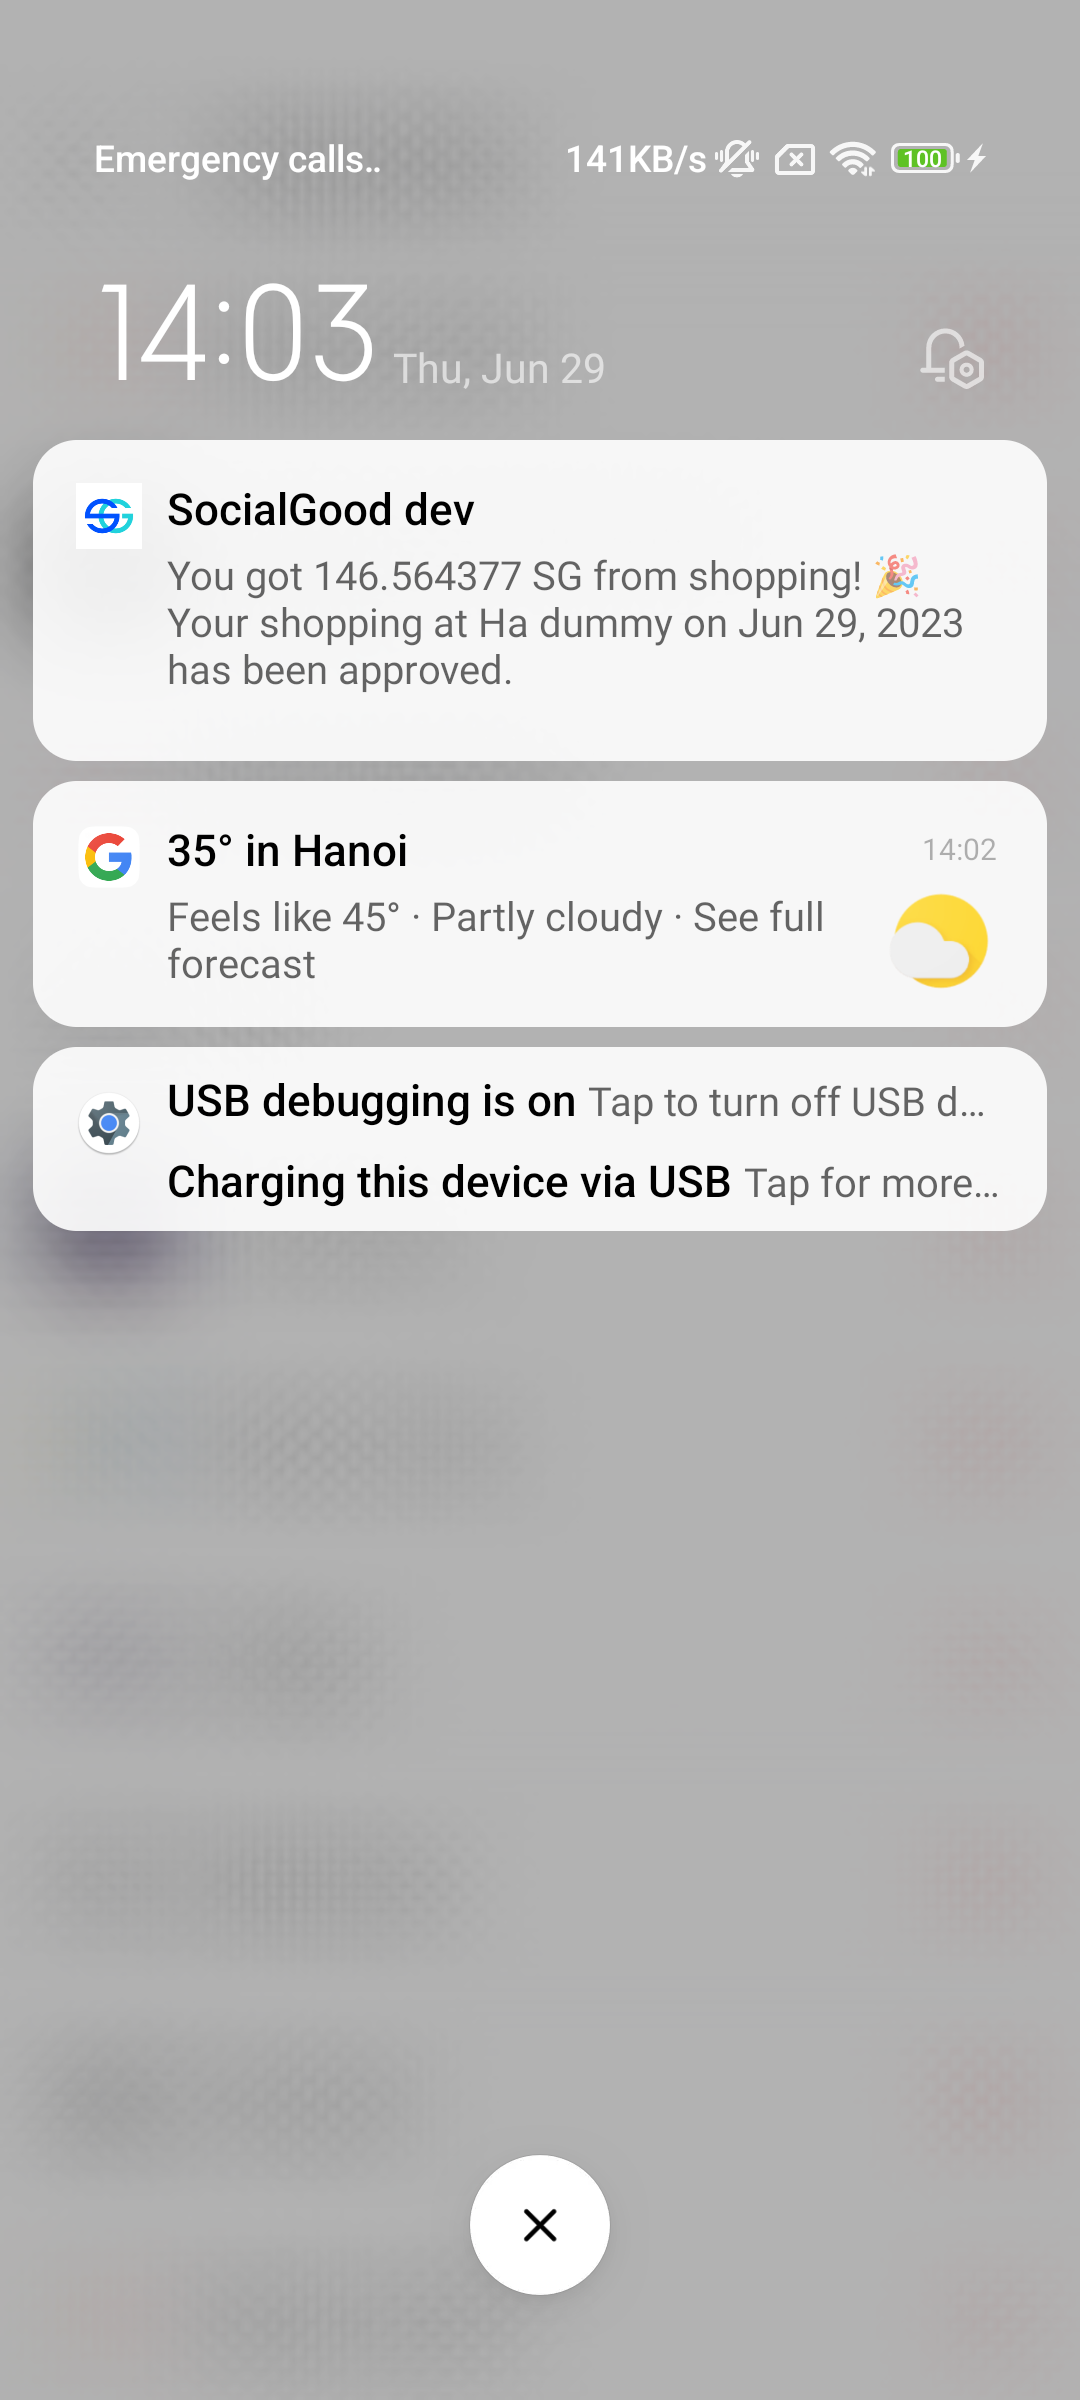 Emergency calls..
141KB/s
100
14:03 Thu, Jun 29
SocialGood dev
You got 146.564377 SG from shopping! 🎉
Your shopping at Ha dummy on Jun 29, 2023
has been approved.
35° in Hanoi
14:02
Feels like 45° · Partly cloudy · See full
forecast
USB debugging is on Tap to turn off USB d...
Charging this device via USB Tap for more...